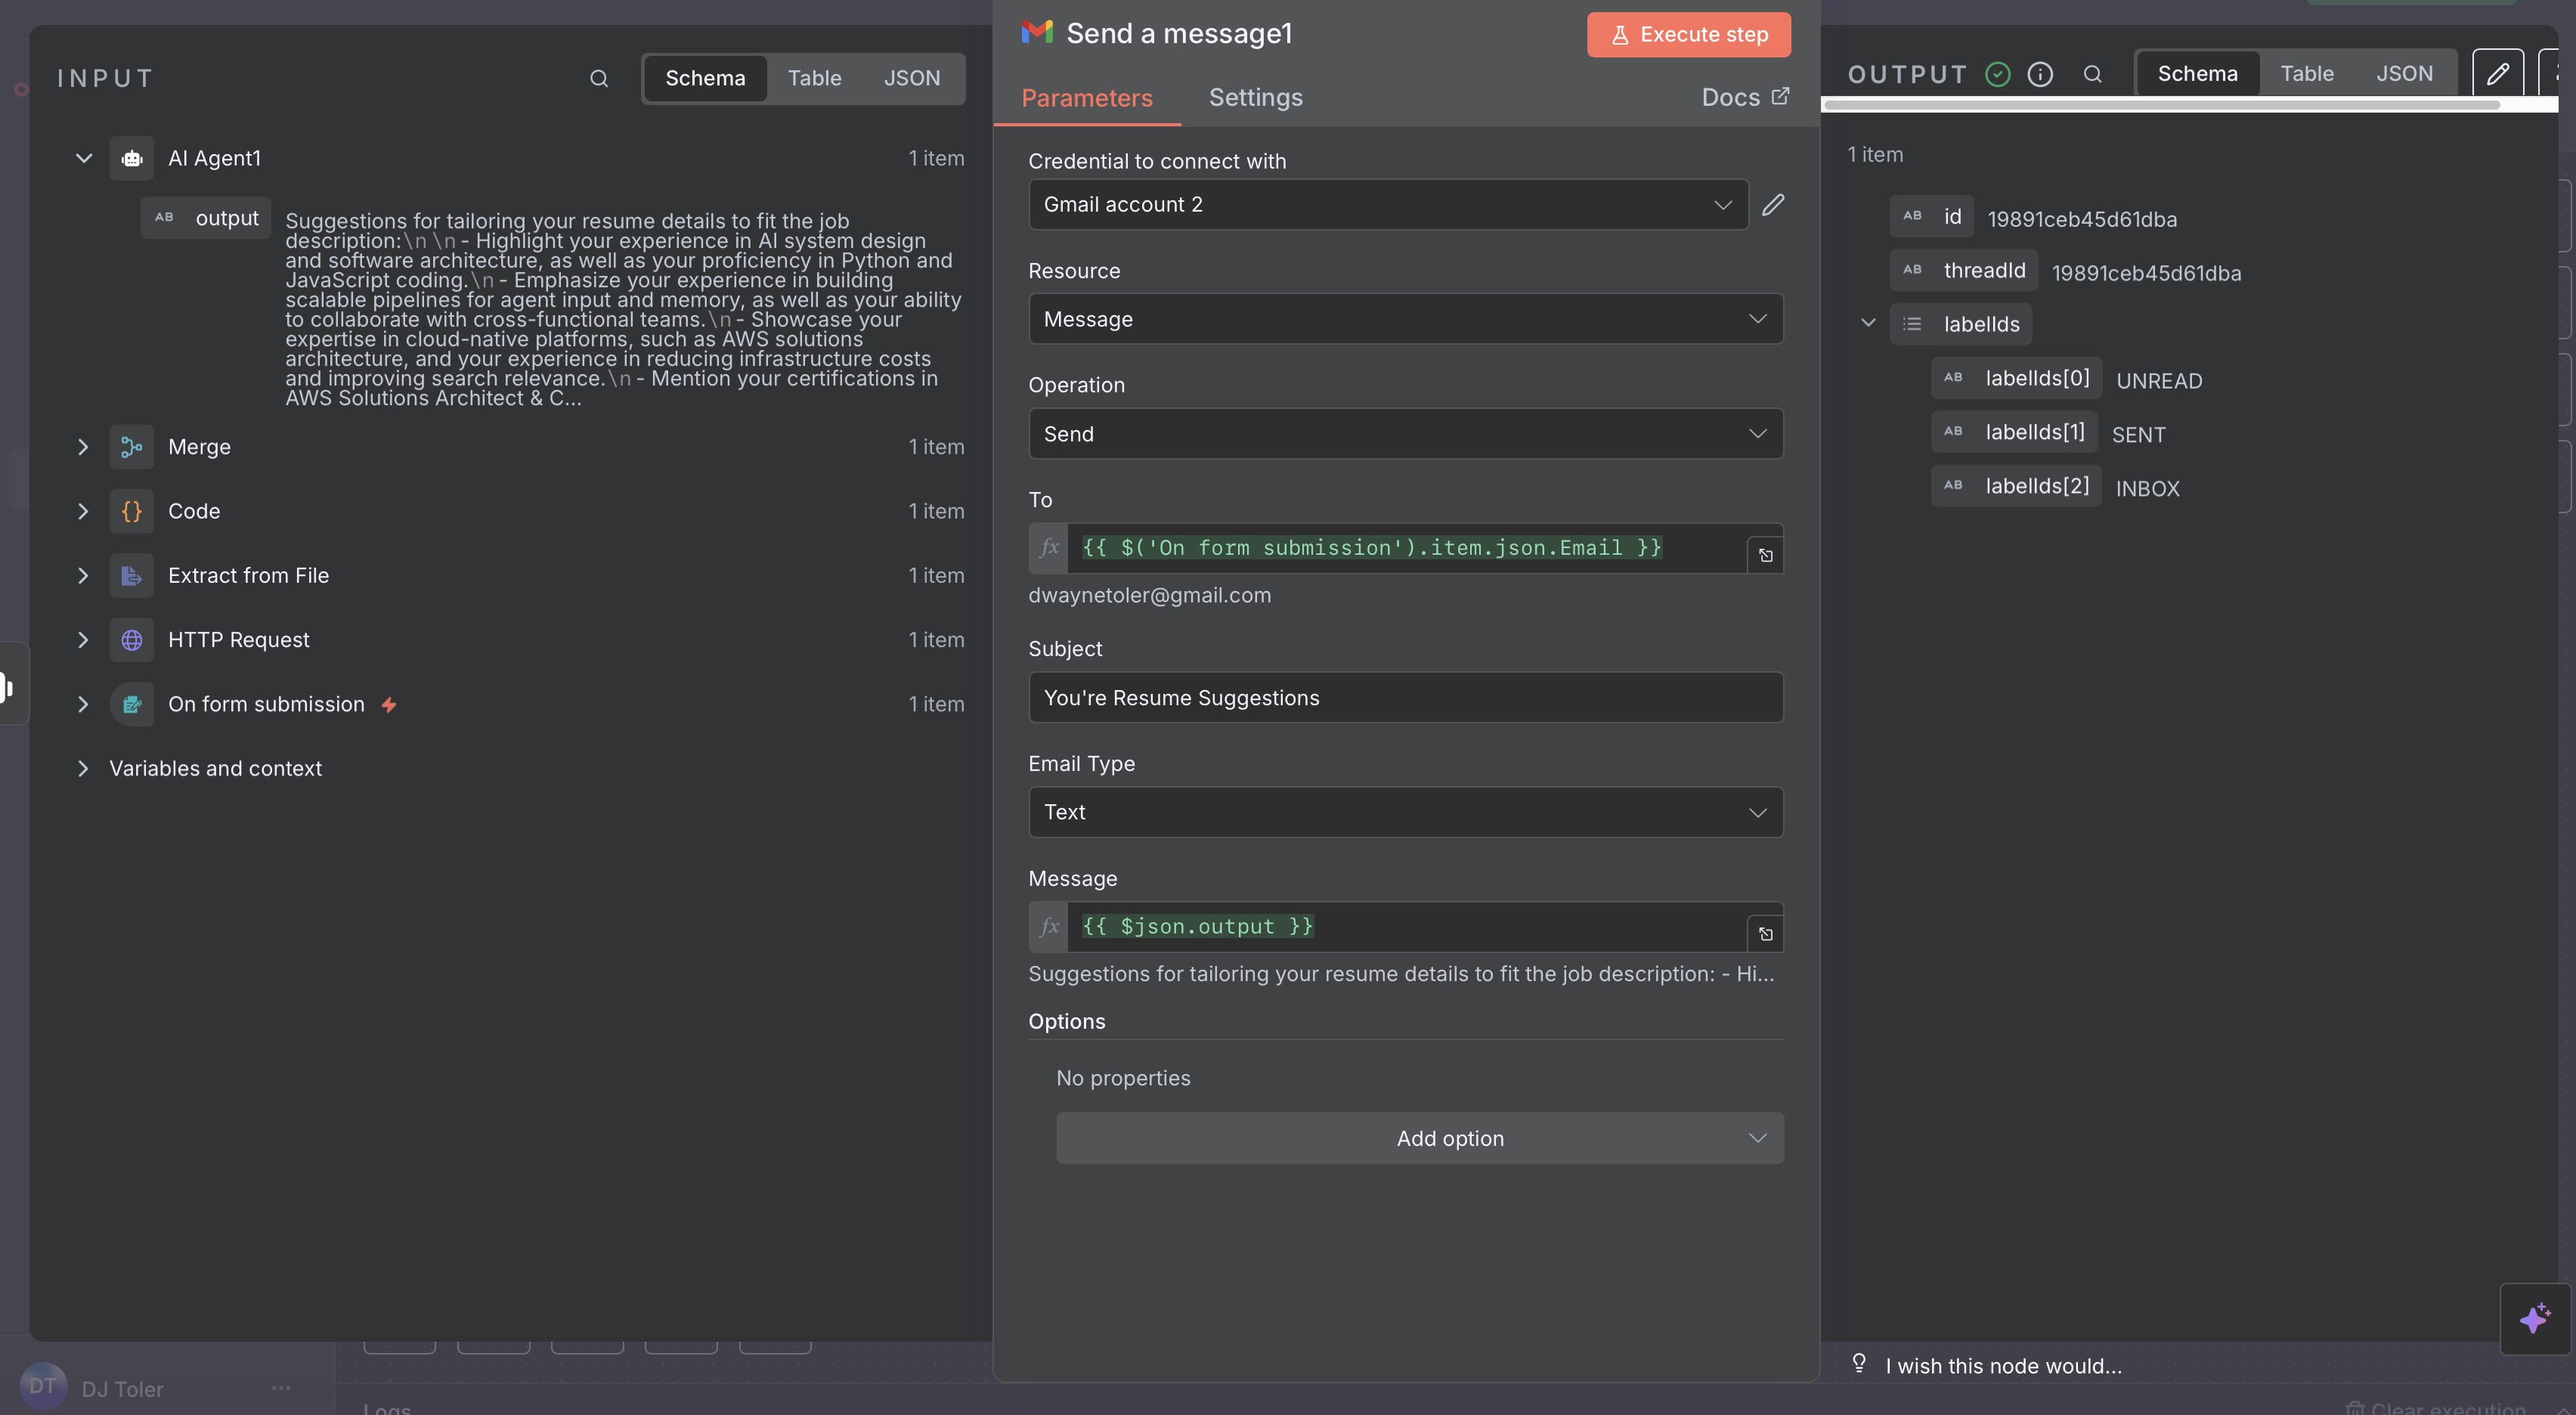 INPUT
Schema
Table
JSON
AI Agent1
1 item
AB output
Suggestions for tailoring your resume details to fit the job
description:\n \n - Highlight your experience in AI system design
and software architecture, as well as your proficiency in Python and
JavaScript coding.\n - Emphasize your experience in building
scalable pipelines for agent input and memory, as well as your ability
to collaborate with cross-functional teams.\n - Showcase your
expertise in cloud-native platforms, such as AWS solutions
architecture, and your experience in reducing infrastructure costs
and improving search relevance.\n - Mention your certifications in
AWS Solutions Architect & C...
Merge
1 item
Code
1 item
Extract from File
1 item
HTTP Request
1 item
On form submission
1 item
Variables and context
DT
DJ Toler
Send a message1
Execute step
Parameters
Settings
Docs
Credential to connect with
Gmail account 2
Resource
Message
Operation
Send
To
fx {{ $('On form submission').item.json.Email }}
dwaynetoler@gmail.com
Subject
You're Resume Suggestions
Email Type
Text
Message
fx {{ $json.output }}
Suggestions for tailoring your resume details to fit the job description: - Hi...
Options
No properties
Add option
OUTPUT
Schema
Table
JSON
1 item
AB id 19891ceb45d61dba
AB threadId 19891ceb45d61dba
labelIds
AB labelIds[0] UNREAD
AB labelIds[1] SENT
AB labelIds[2] INBOX
I wish this node would...
Logs
Clear execution